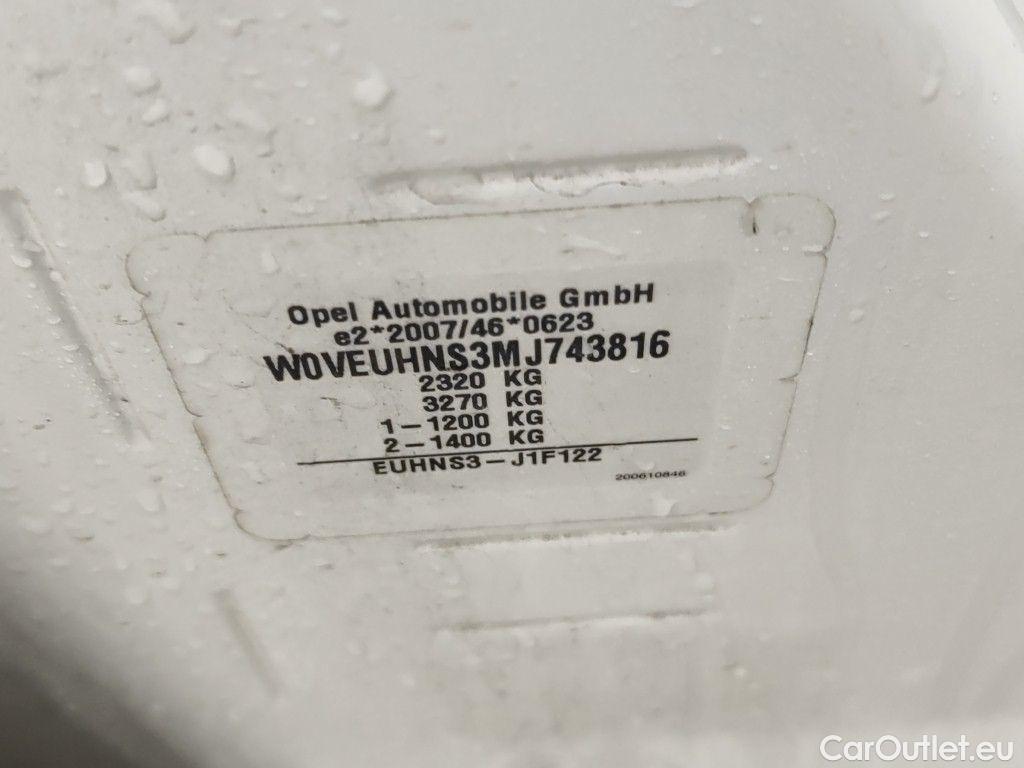 Opel Automobile GmbH
e2*2007/46*0623
W0VEUHNS3MJ743816
2320 KG
3270 KG
1-1200 KG
2-1400 KG
EUHNS3-J1F122
200610846
CarOutlet.eu